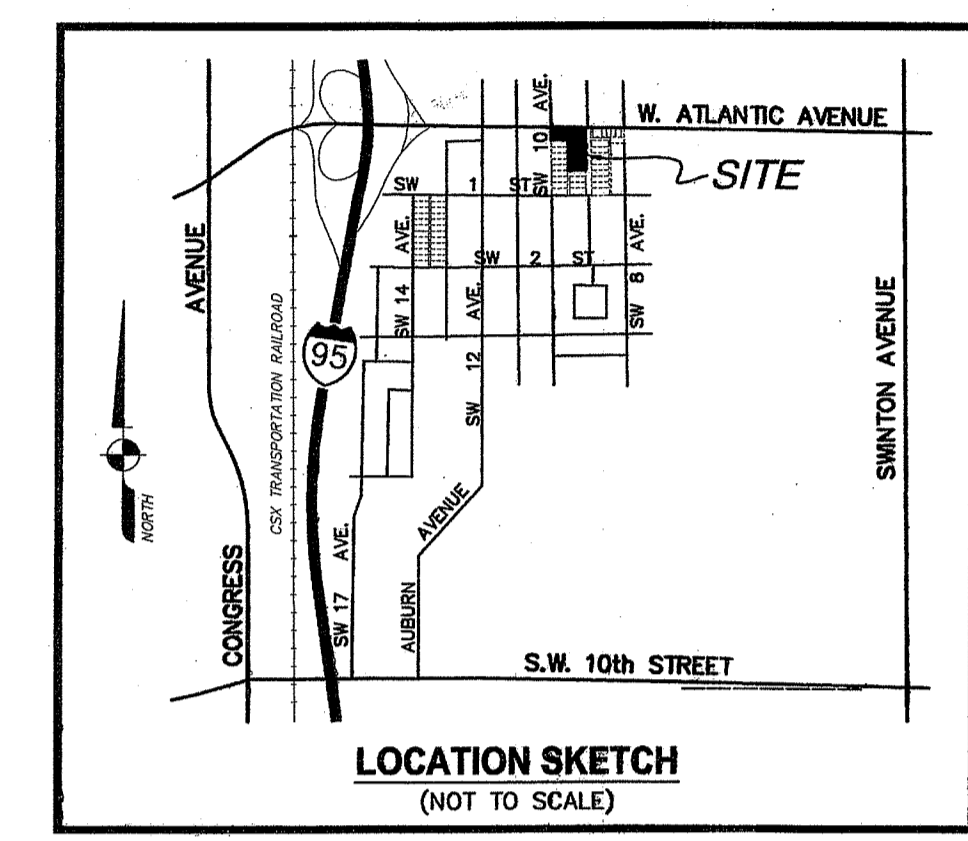 W. ATLANTIC AVENUE
SITE
SW 10 AVE.
SW 1 ST
SW 2 ST
SW 8 AVE.
SW 14 AVE.
SW 12 AVE.
95
CSX TRANSPORTATION RAILROAD
CONGRESS AVENUE
SWINTON AVENUE
NORTH
SW 17 AVE.
AUBURN AVENUE
S.W. 10th STREET
LOCATION SKETCH
(NOT TO SCALE)